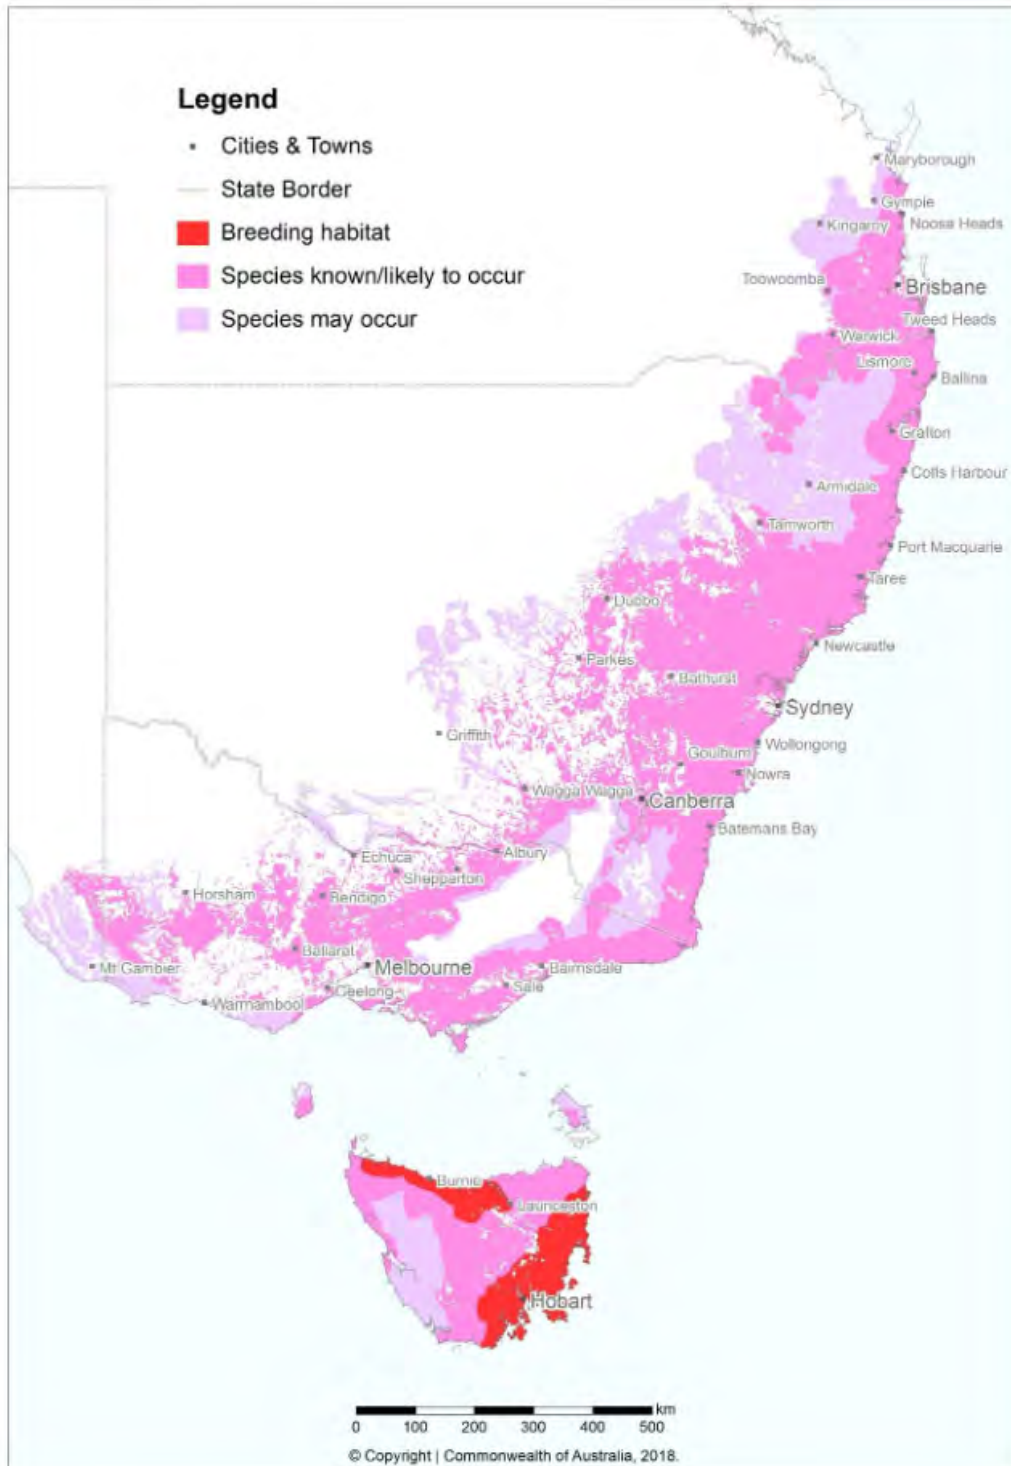 Legend
Cities & Towns
State Border
Breeding habitat
Species known/likely to occur
Species may occur
Maryborough
Gympie
Noosa Heads
Kingaroy
Toowoomba
Brisbane
Tweed Heads
Warwick
Lismore
Ballina
Grafton
Coffs Harbour
Armidale
Tamworth
Port Macquarie
Taree
Dubbo
Newcastle
Parkes
Bathurst
Sydney
Griffith
Wollongong
Goulburn
Nowra
Wagga Wagga
Canberra
Batemans Bay
Echuca
Albury
Shepparton
Horsham
Bendigo
Ballarat
Melbourne
Bairnsdale
Mt Gambier
Sale
Geelong
Warrnambool
Burnie
Launceston
Hobart
km
0 100 200 300 400 500
© Copyright | Commonwealth of Australia, 2018.